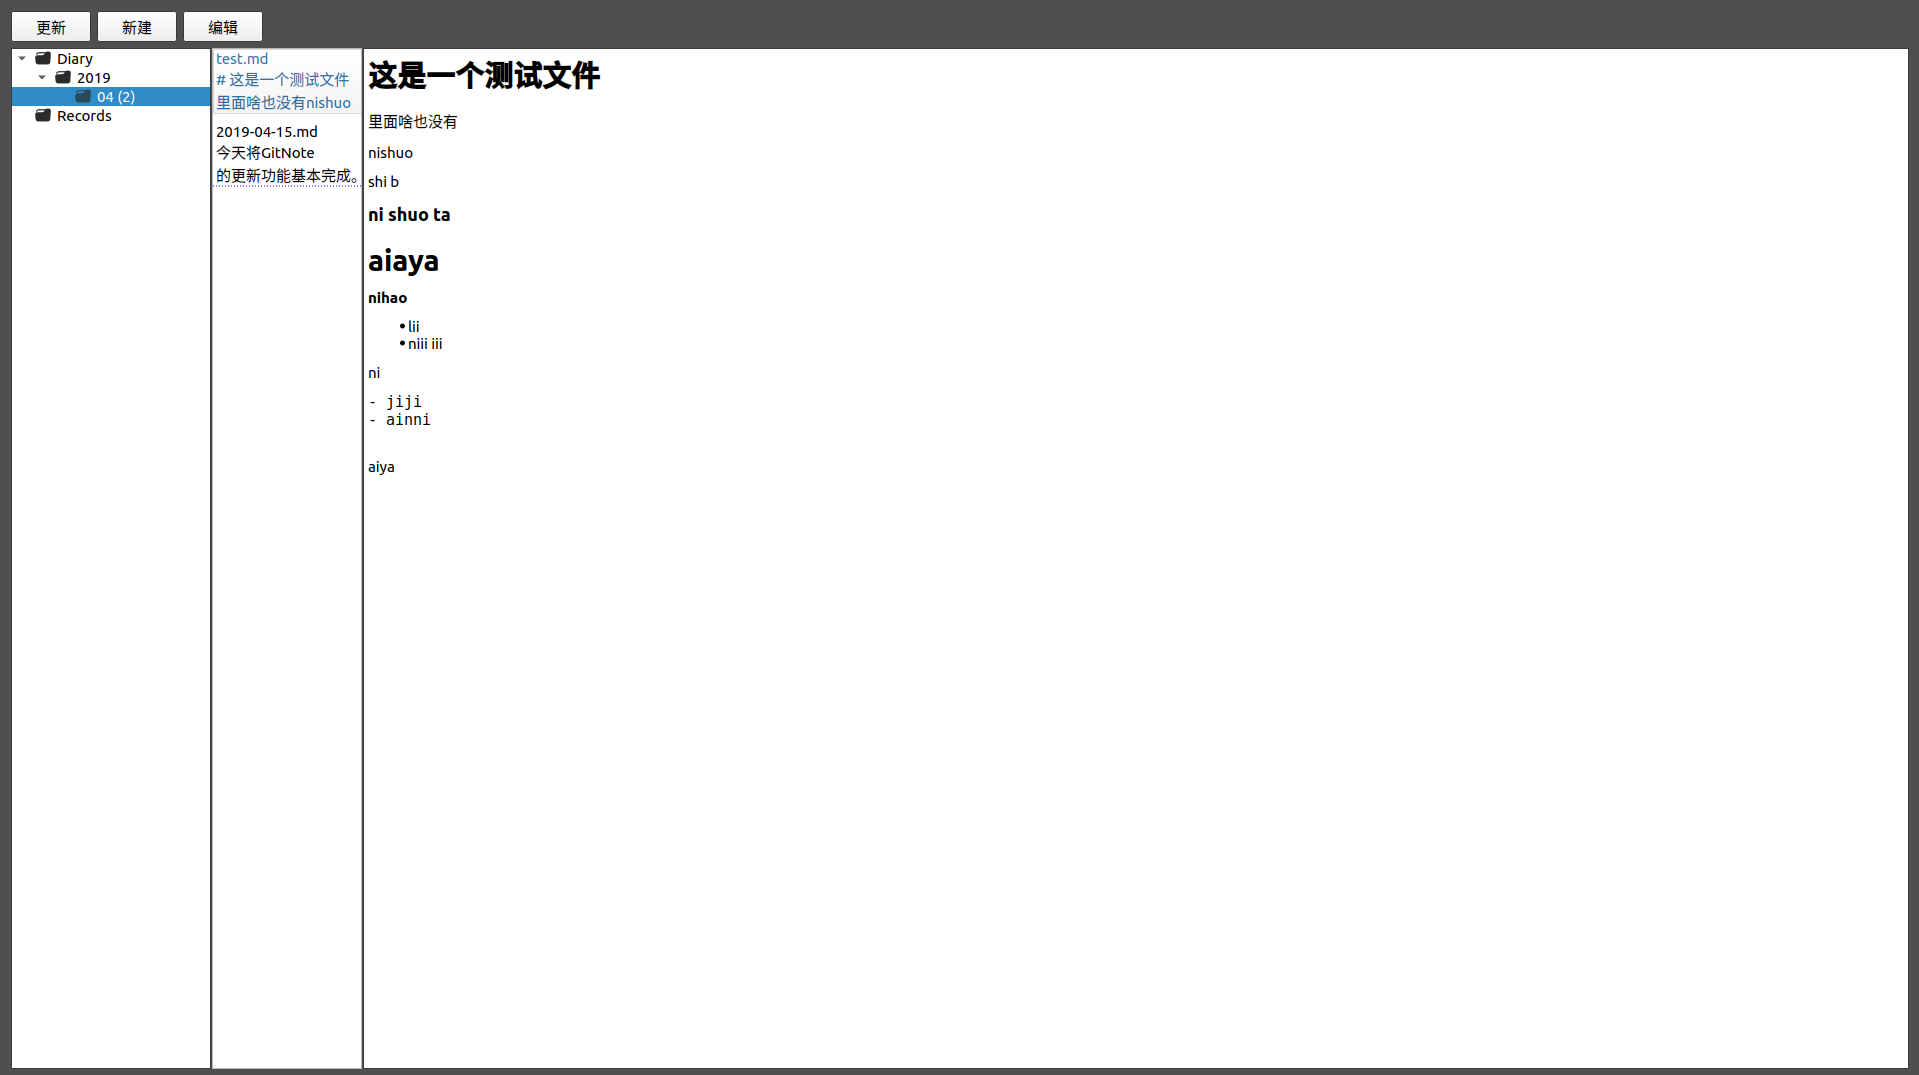 更新 新建 编辑
Diary
2019
04 (2)
Records
test.md
# 这是一个测试文件
里面啥也没有nishuo
2019-04-15.md
今天将GitNote
的更新功能基本完成。
这是一个测试文件
里面啥也没有
nishuo
shi b
ni shuo ta
aiaya
nihao
• lii
• niii iii
ni
- jiji
- ainni
aiya